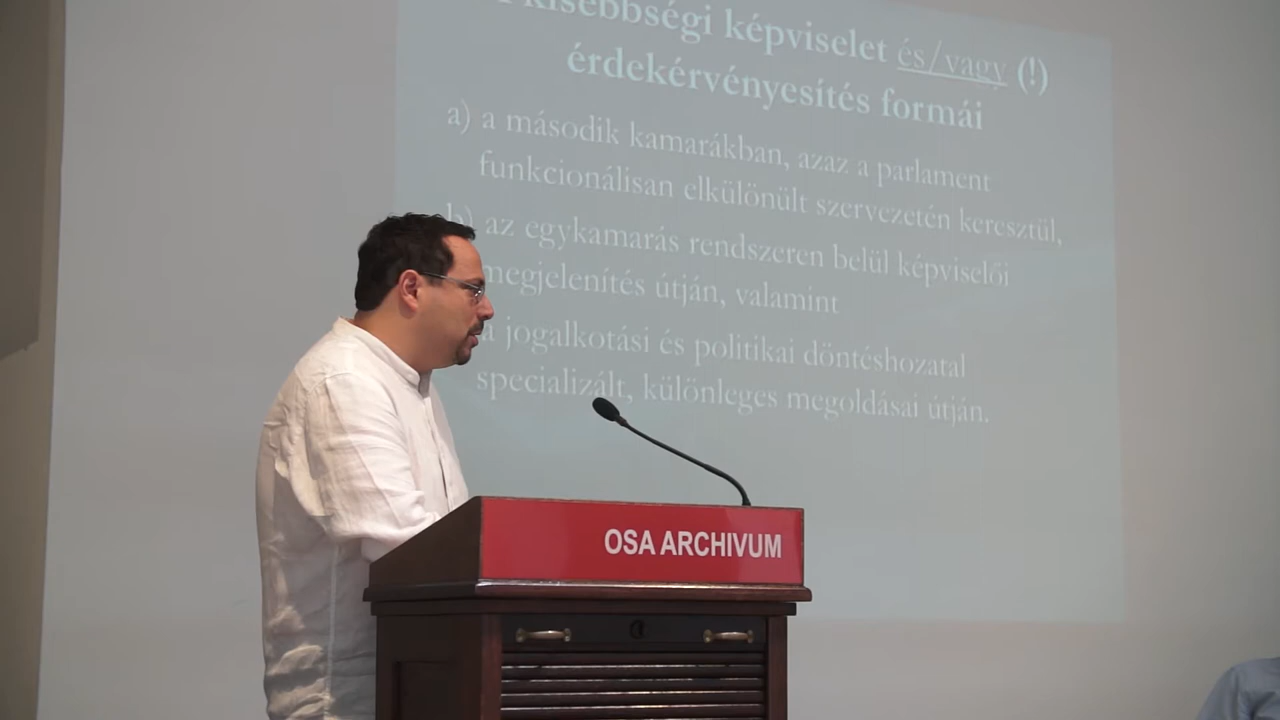 kisebbségi képviselet és/vagy (!)
érdekérvényesítés formái
a) a második kamarákban, azaz a parlament
funkcionálisan elkülönült szervezetén keresztül,
b) az egykamarás rendszeren belül képviselői
megjelenítés útján, valamint
a jogalkotási és politikai döntéshozatal
specializált, különleges megoldásai útján.
OSA ARCHIVUM